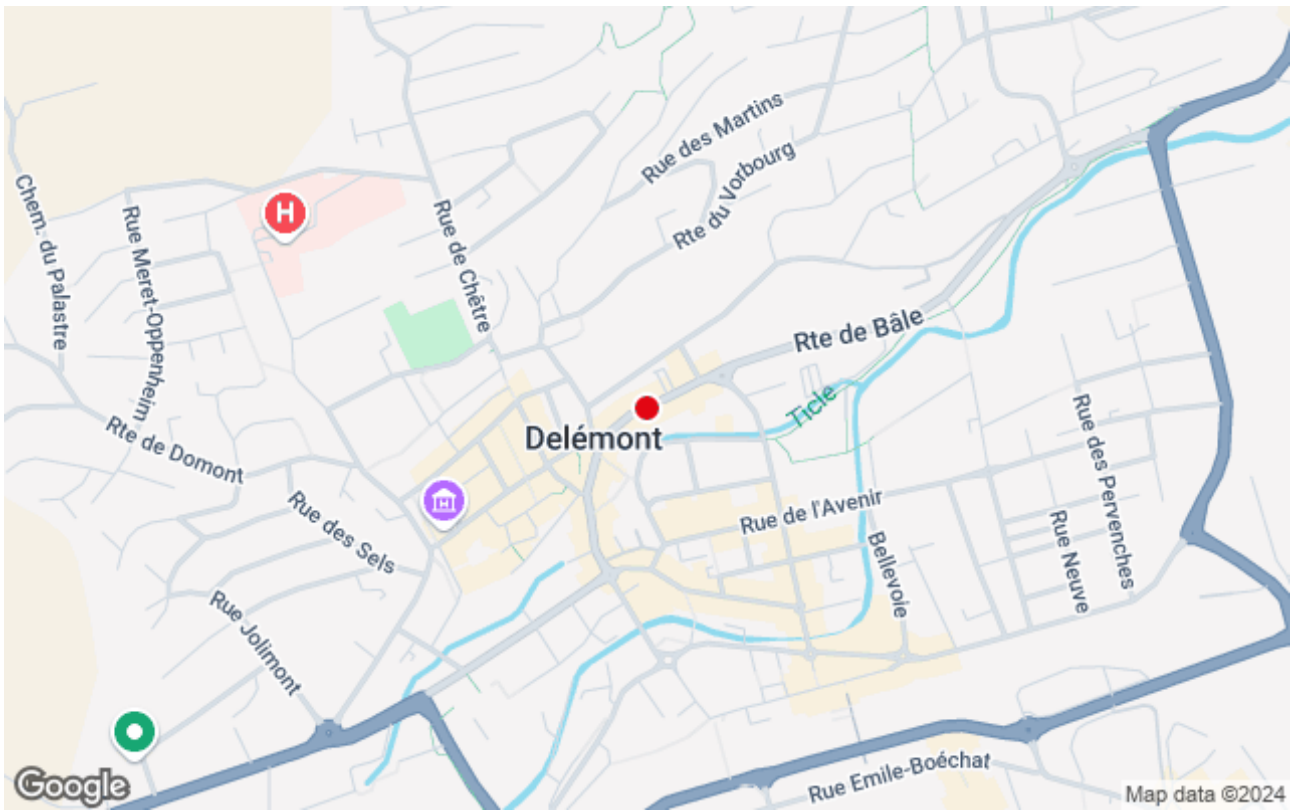 Rue des Martins
Rte du Vorbourg
Chem. du Palastre
Rue Meret-Oppenheim
H
Rue de Chêtre
Rte de Bâle
Ticle
Delémont
Rte de Domont
Rue des Sels
Rue de l'Avenir
Bellevoie
Rue Neuve
Rue des Pervenches
Rue Jolimont
Rue Emile-Boéchat
Google
Map data ©2024